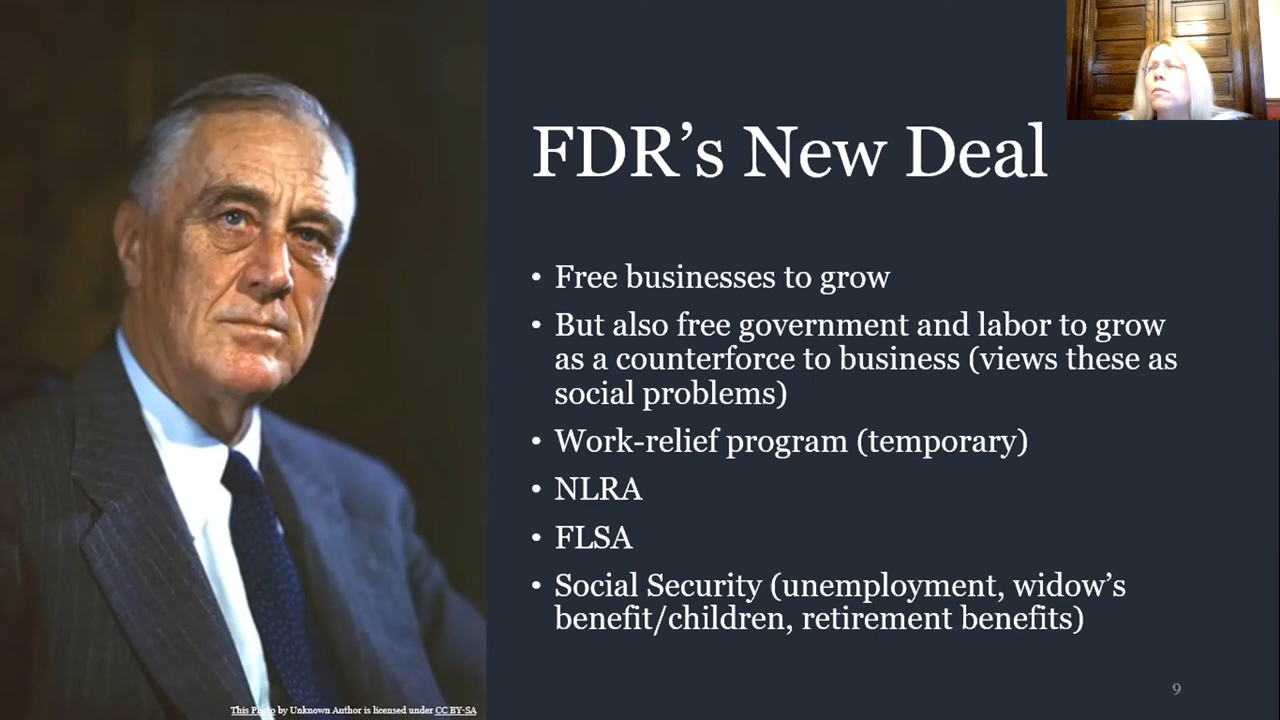 FDR’s New Deal
• Free businesses to grow
• But also free government and labor to grow
as a counterforce to business (views these as
social problems)
• Work-relief program (temporary)
• NLRA
• FLSA
• Social Security (unemployment, widow’s
benefit/children, retirement benefits)
This Photo by Unknown Author is licensed under CC BY-SA
9